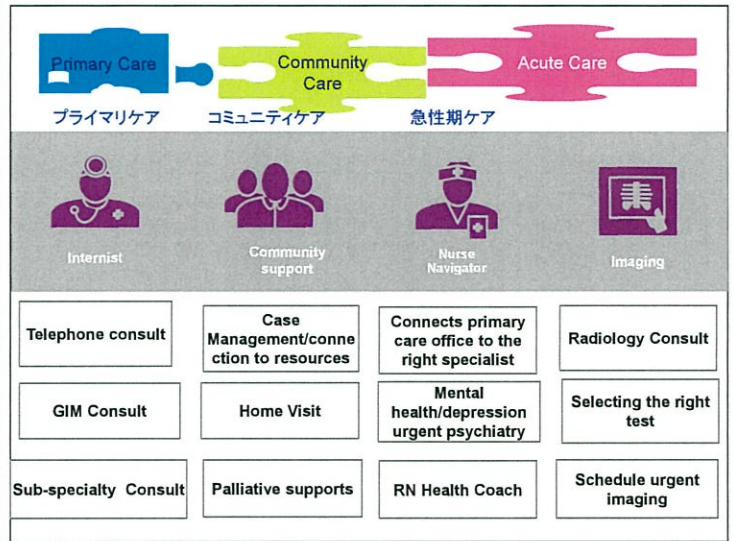 Primary Care
Community
Care
Acute Care
プライマリケア
コミュニティケア
急性期ケア
Internist
Community
support
Nurse
Navigator
Imaging
Telephone consult
Case
Management/conne
ction to resources
Connects primary
care office to the
right specialist
Radiology Consult
GIM Consult
Home Visit
Mental
health/depression
urgent psychiatry
Selecting the right
test
Sub-specialty Consult
Palliative supports
RN Health Coach
Schedule urgent
imaging